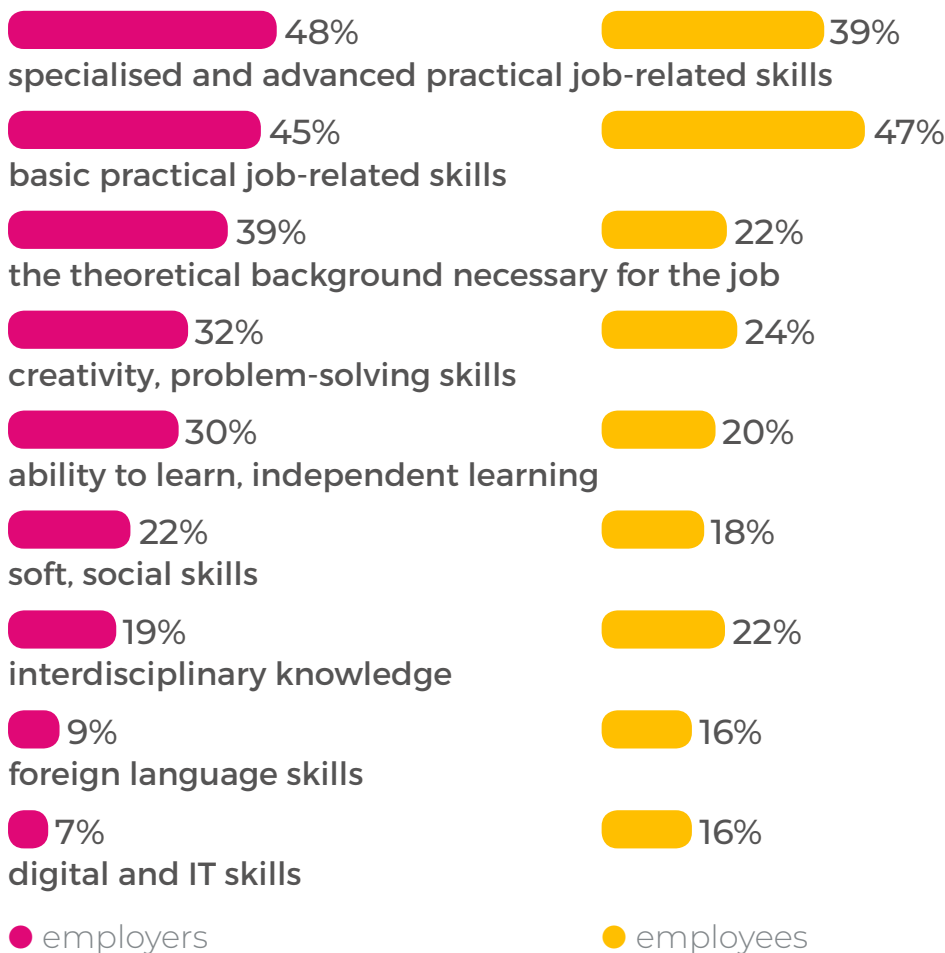 48% 39%
specialised and advanced practical job-related skills
45% 47%
basic practical job-related skills
39% 22%
the theoretical background necessary for the job
32% 24%
creativity, problem-solving skills
30% 20%
ability to learn, independent learning
22% 18%
soft, social skills
19% 22%
interdisciplinary knowledge
9% 16%
foreign language skills
7% 16%
digital and IT skills
employers employees